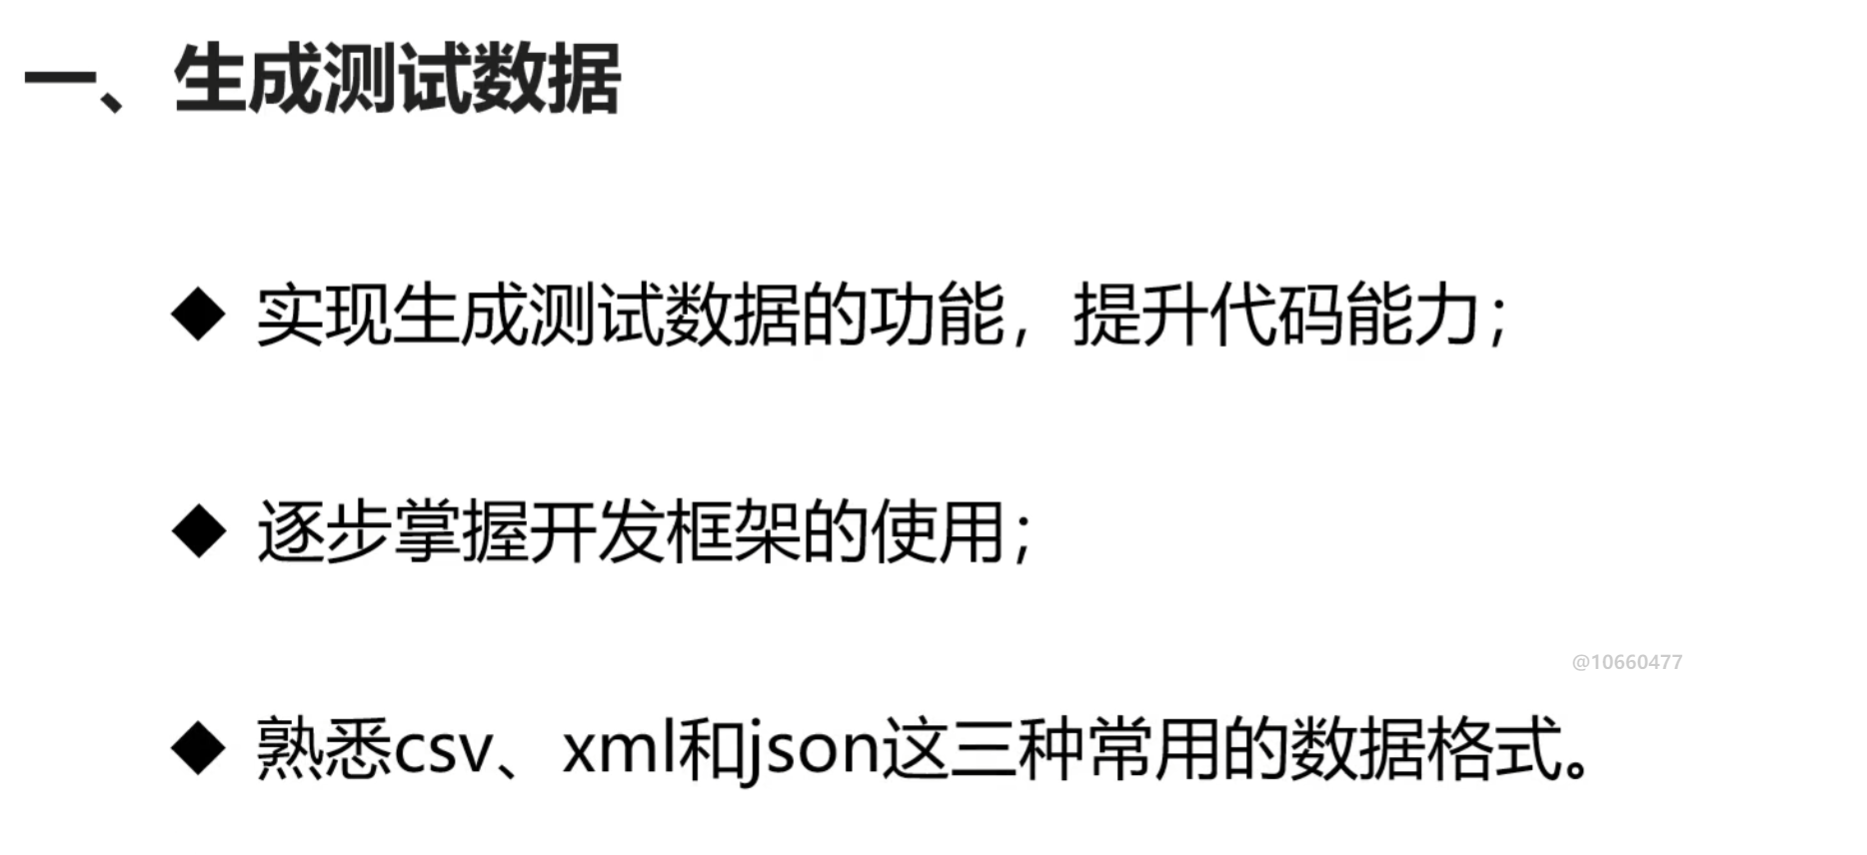 一、生成测试数据
◆ 实现生成测试数据的功能，提升代码能力；
◆ 逐步掌握开发框架的使用；
@10660477
◆ 熟悉csv、xml和json这三种常用的数据格式。